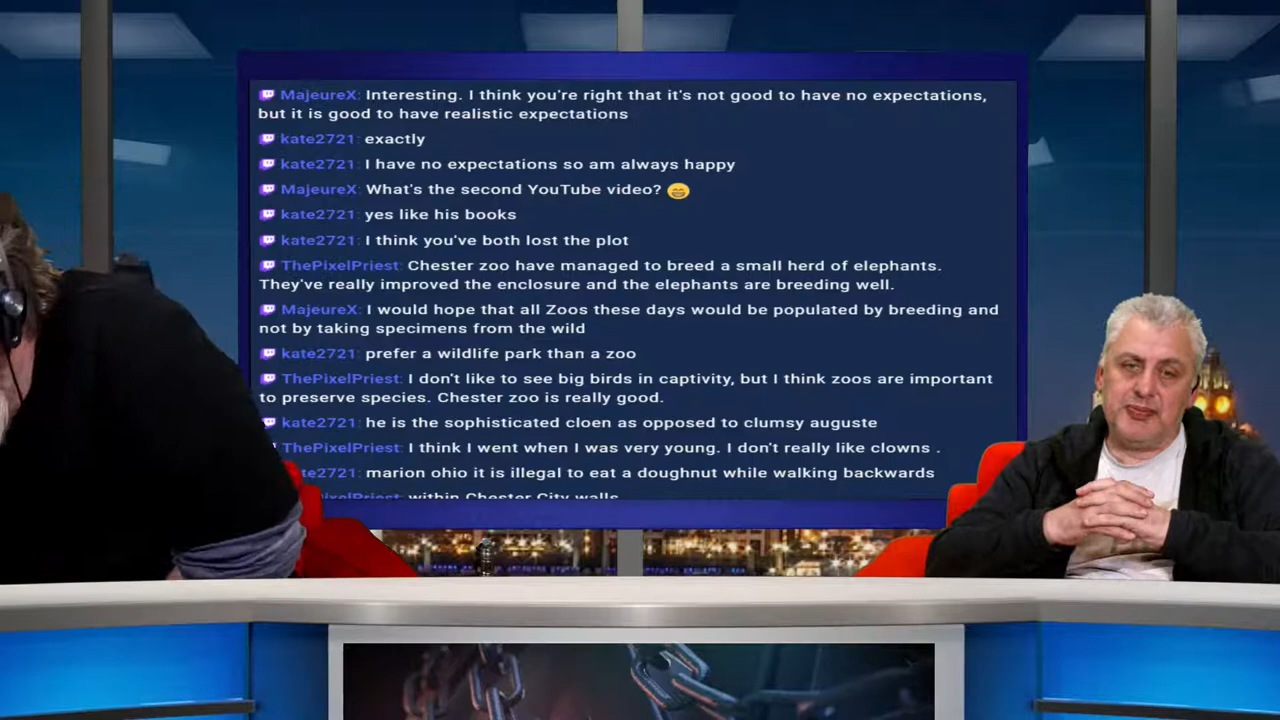 MajeureX: Interesting. I think you're right that it's not good to have no expectations,
but it is good to have realistic expectations
kate2721: exactly
kate2721: I have no expectations so am always happy
MajeureX: What's the second YouTube video? 😁
kate2721: yes like his books
kate2721: I think you've both lost the plot
ThePixelPriest: Chester zoo have managed to breed a small herd of elephants.
They've really improved the enclosure and the elephants are breeding well.
MajeureX: I would hope that all Zoos these days would be populated by breeding and
not by taking specimens from the wild
kate2721: prefer a wildlife park than a zoo
ThePixelPriest: I don't like to see big birds in captivity, but I think zoos are important
to preserve species. Chester zoo is really good.
kate2721: he is the sophisticated cloen as opposed to clumsy auguste
ThePixelPriest: I think I went when I was very young. I don't really like clowns .
te2721: marion ohio it is illegal to eat a doughnut while walking backwards
ixelPriest: within Chester City walls